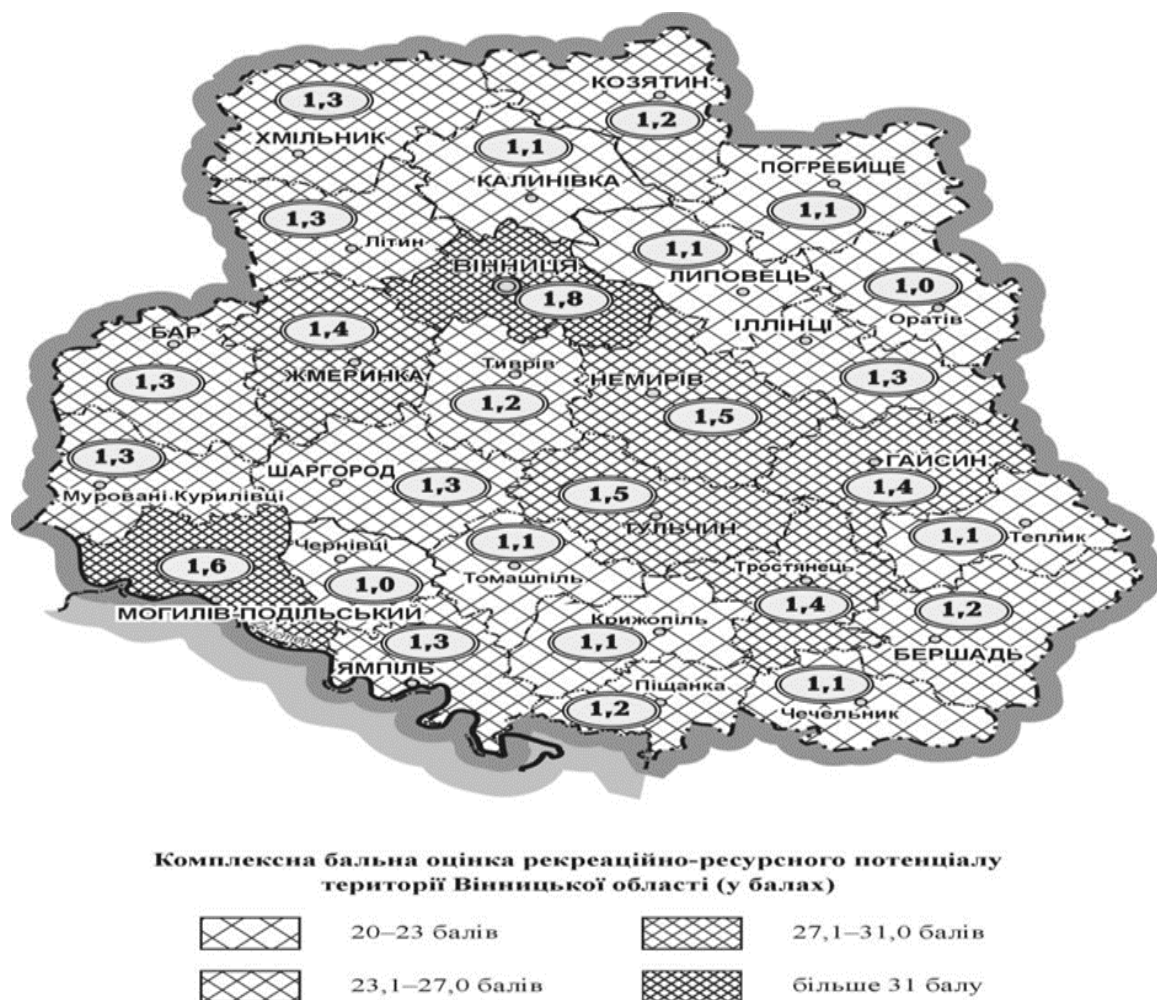 КОЗЯТИН
1,3
1,2
ХМІЛЬНИК
1,1
ПОГРЕБИЩЕ
КАЛИНІВКА
1,3
1,1
Літин
1,1
ВІННИЦЯ
ЛИПОВЕЦЬ
1,8
1,0
Оратів
БАР
1,4
ІЛЛІНЦІ
Тиврів
ЖМЕРИНКА
НЕМИРІВ
1,3
1,3
1,2
1,5
1,3
ГАЙСИН
ШАРГОРОД
1,3
1,5
1,4
Муровані Курилівці
ТУЛЬЧИН
Чернівці
1,1
1,1
Теплик
1,6
Томашпіль
Тростянець
1,0
МОГИЛІВ-ПОДІЛЬСЬКИЙ
1,4
1,2
Крижопіль
1,3
1,1
БЕРШАДЬ
ЯМПІЛЬ
Піщанка
1,1
1,2
Чечельник
Комплексна бальна оцінка рекреаційно-ресурсного потенціалу
території Вінницької області (у балах)
20–23 балів
27,1–31,0 балів
23,1–27,0 балів
більше 31 балу